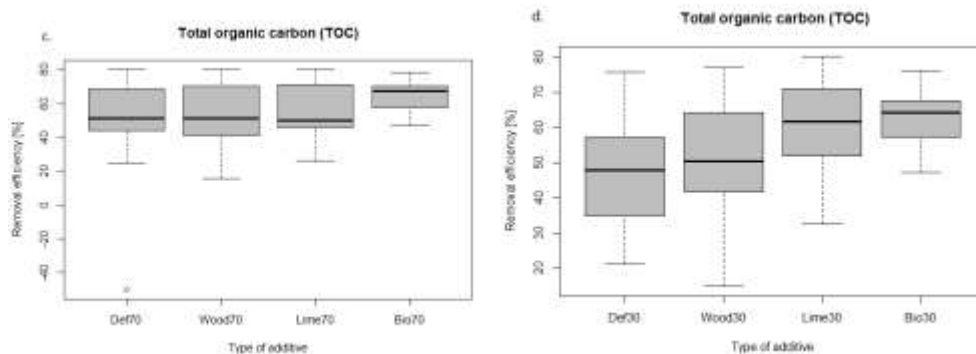 c.
Total organic carbon (TOC)
Removal efficiency [%]
80
60
40
20
0
-20
-40
Def70 Wood70 Lime70 Bio70
Type of additive
d.
Total organic carbon (TOC)
Removal efficiency [%]
80
70
60
50
40
30
20
Def30 Wood30 Lime30 Bio30
Type of additive